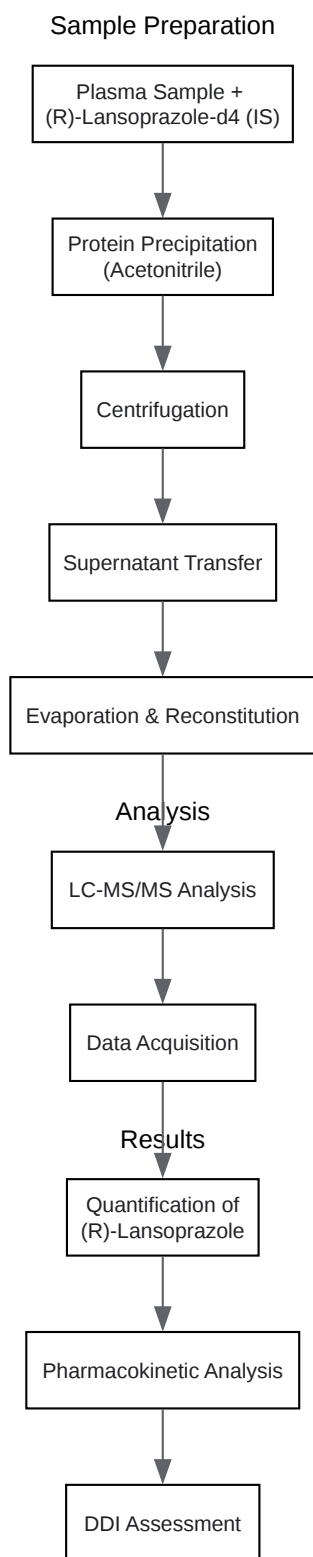 Sample Preparation
Plasma Sample +
(R)-Lansoprazole-d4 (IS)
Protein Precipitation
(Acetonitrile)
Centrifugation
Supernatant Transfer
Evaporation & Reconstitution
Analysis
LC-MS/MS Analysis
Data Acquisition
Results
Quantification of
(R)-Lansoprazole
Pharmacokinetic Analysis
DDI Assessment